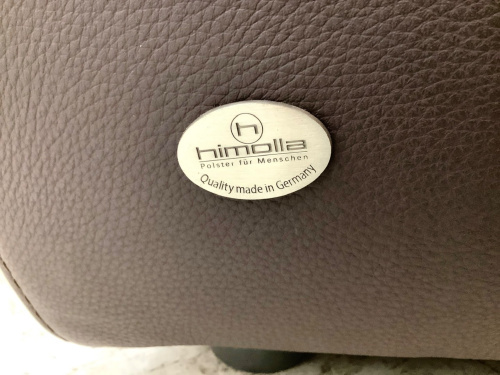 h
himolla
Polster für Menschen
Quality made in Germany